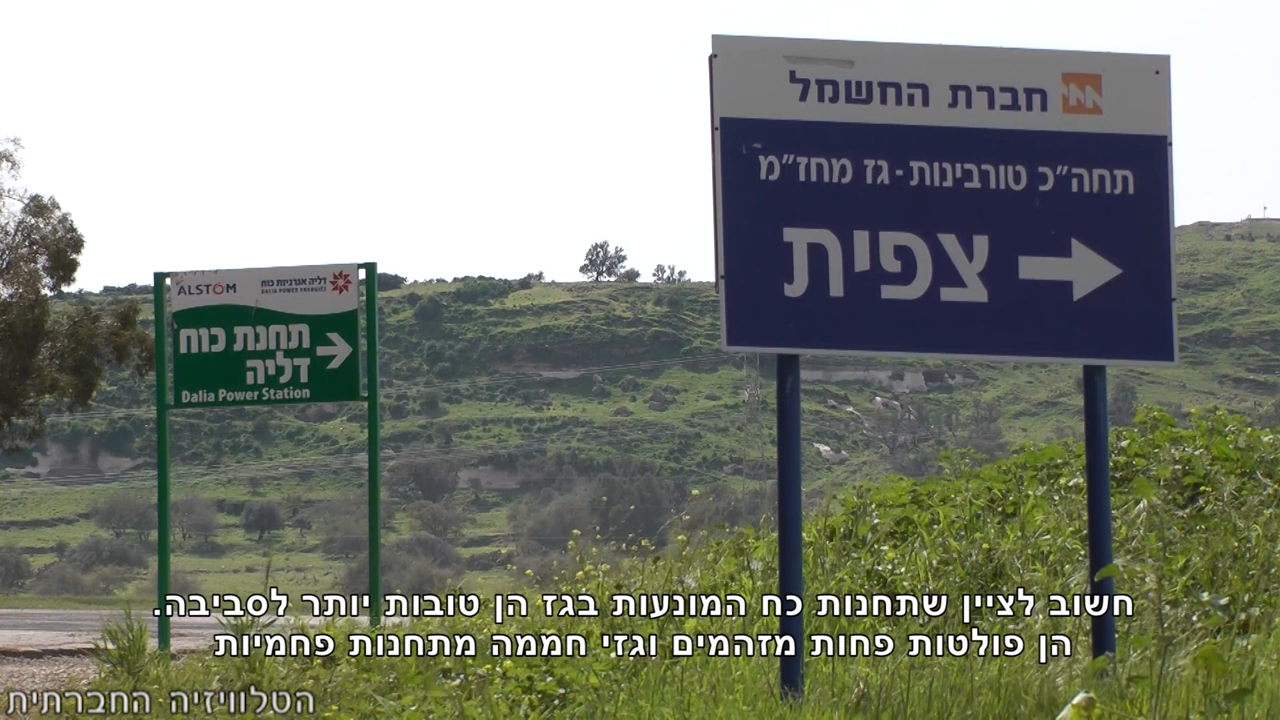 חברת החשמל
תחה"כ טורבינות - גז מחז"מ
צפית
ALSTOM
דליה אנרגיות כוח
DALIA POWER ENERGIES
תחנת כוח
דליה
Dalia Power Station
חשוב לציין שתחנות כח המונעות בגז הן טובות יותר לסביבה.
הן פולטות פחות מזהמים וגזי חממה מתחנות פחמיות
הטלוויזיה החברתית